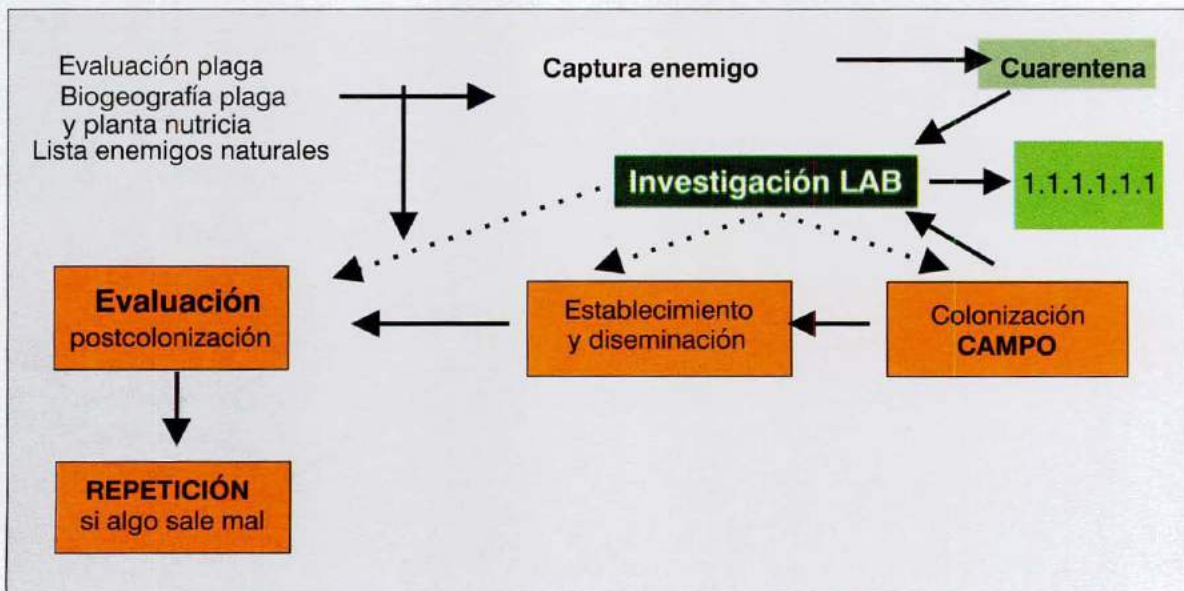 Evaluación plaga
Biogeografía plaga
y planta nutricia
Lista enemigos naturales
Captura enemigo
Cuarentena
Investigación LAB
1.1.1.1.1.1
Evaluación
postcolonización
Establecimiento
y diseminación
Colonización
CAMPO
REPETICIÓN
si algo sale mal